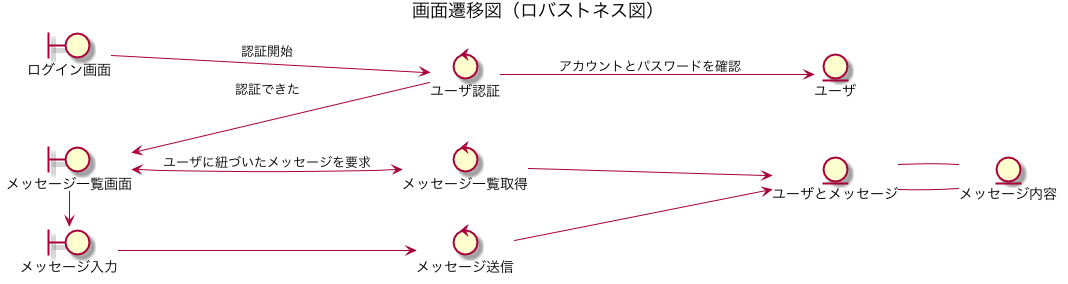 画面遷移図（ロバストネス図）
ログイン画面
認証開始
ユーザ認証
アカウントとパスワードを確認
ユーザ
認証できた
メッセージ一覧画面
ユーザに紐づいたメッセージを要求
メッセージ一覧取得
ユーザとメッセージ
メッセージ内容
メッセージ入力
メッセージ送信